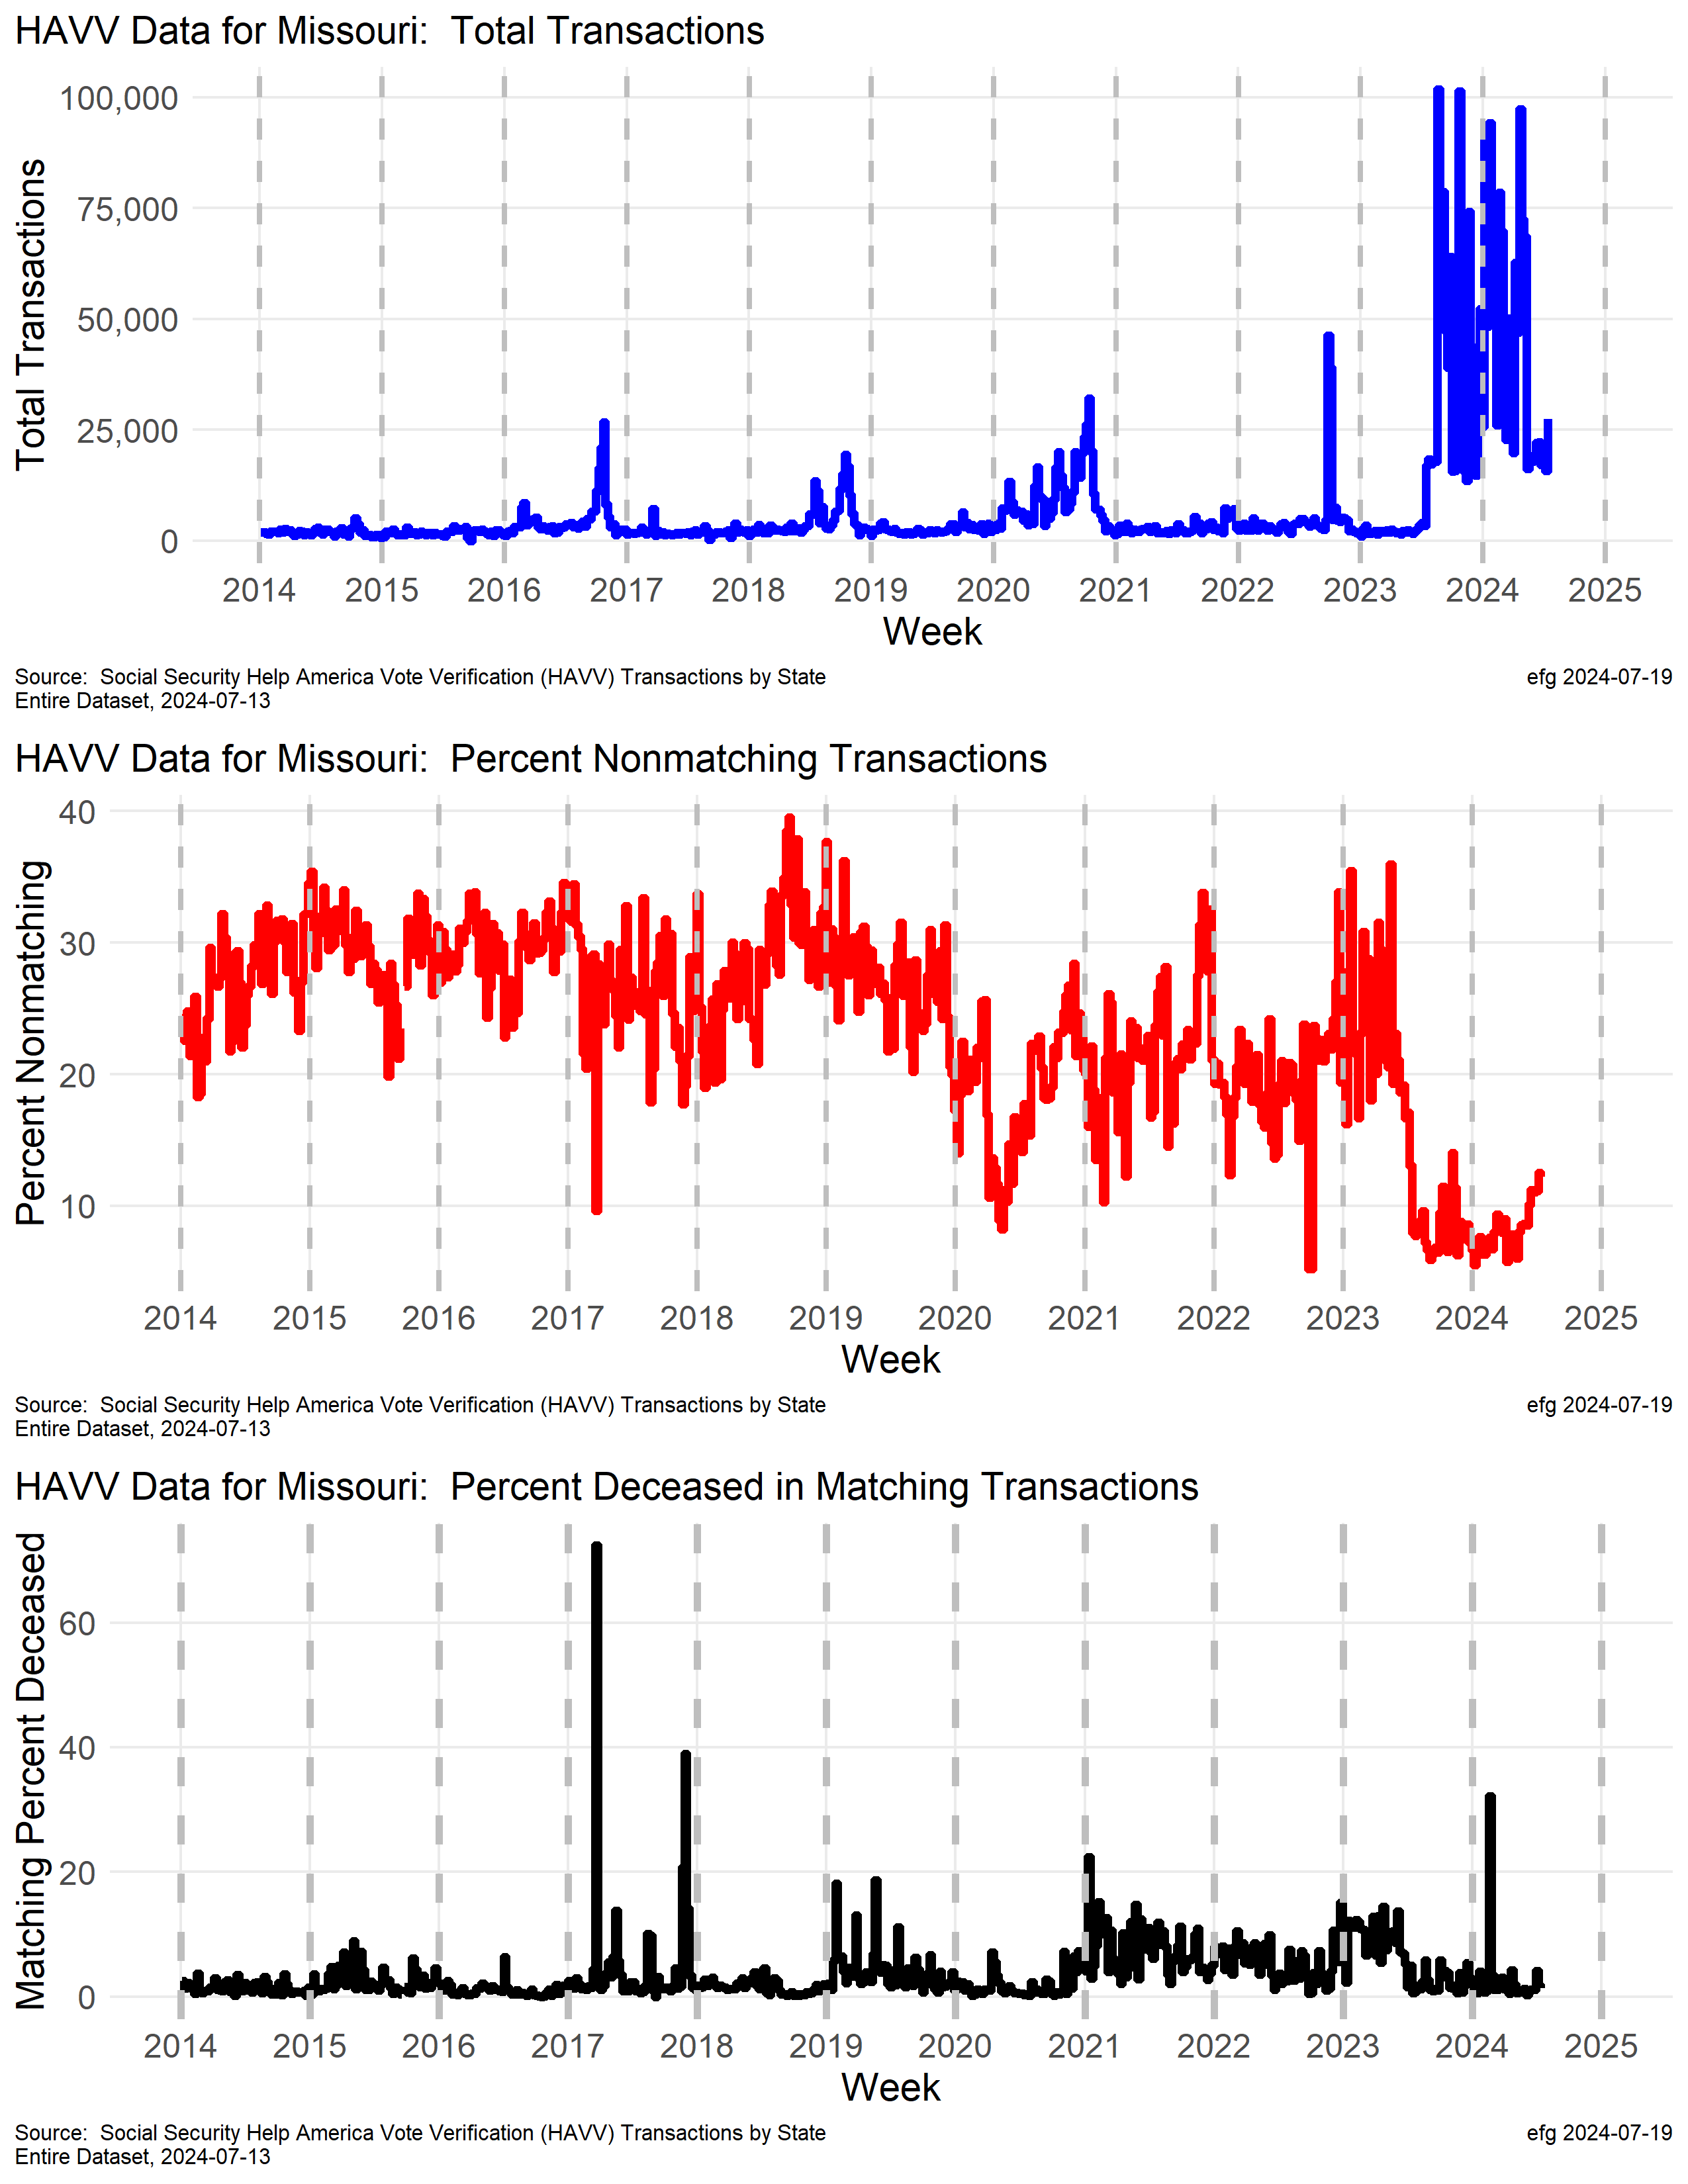 HAVV Data for Missouri:  Total Transactions
Total Transactions
100,000
75,000
50,000
25,000
0
2014 2015 2016 2017 2018 2019 2020 2021 2022 2023 2024 2025
Week
Source:  Social Security Help America Vote Verification (HAVV) Transactions by State
Entire Dataset, 2024-07-13
efg 2024-07-19
HAVV Data for Missouri:  Percent Nonmatching Transactions
Percent Nonmatching
40
30
20
10
2014 2015 2016 2017 2018 2019 2020 2021 2022 2023 2024 2025
Week
Source:  Social Security Help America Vote Verification (HAVV) Transactions by State
Entire Dataset, 2024-07-13
efg 2024-07-19
HAVV Data for Missouri:  Percent Deceased in Matching Transactions
Matching Percent Deceased
60
40
20
0
2014 2015 2016 2017 2018 2019 2020 2021 2022 2023 2024 2025
Week
Source:  Social Security Help America Vote Verification (HAVV) Transactions by State
Entire Dataset, 2024-07-13
efg 2024-07-19